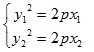 y₁² = 2px₁
y₂² = 2px₂